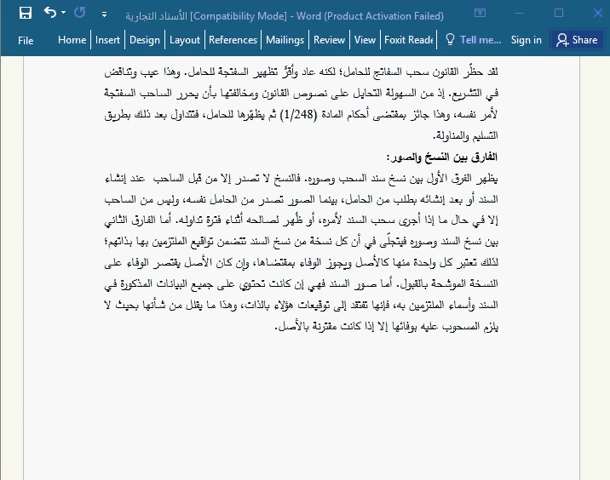 الأسناد التجارية [Compatibility Mode] - Word (Product Activation Failed)
File Home Insert Design Layout References Mailings Review View Foxit Reade Tell me... Sign in Share
لقد حظّر القانون سحب السفاتج للحامل؛ لكنه عاد وأقرَّ تظهير السفتجة للحامل. وهذا عيب وتناقض
في التشريع. إذ من السهولة التحايل على نصوص القانون ومخالفتها بأن يحرر الساحب السفتجة
لأمر نفسه، وهذا جائز بمقتضى أحكام المادة (1/248) ثم يظهّرها للحامل، فتتداول بعد ذلك بطريق
التسليم والمناولة.
الفارق بين النسخ والصور:
يظهر الفرق الأول بين نسخ سند السحب وصوره. فالنسخ لا تصدر إلا من قبل الساحب عند إنشاء
السند أو بعد إنشائه بطلب من الحامل، بينما الصور تصدر من الحامل نفسه، وليس من الساحب
إلا في حال ما إذا أجرى سحب السند لأمره، أو ظُهر لصالحه أثناء فترة تداوله. أما الفارق الثاني
بين نسخ السند وصوره فيتجلّى في أن كل نسخة من نسخ السند تتضمن تواقيع الملتزمين بها بذاتهم؛
لذلك تعتبر كل واحدة منها كالأصل ويجوز الوفاء بمقتضاها، وإن كان الأصل يقتصر الوفاء على
النسخة الموشحة بالقبول. أما صور السند فهي إن كانت تحتوي على جميع البيانات المذكورة في
السند وأسماء الملتزمين به، فإنها تفتقد إلى توقيعات هؤلاء بالذات، وهذا ما يقلل من شأنها بحيث لا
يلزم المسحوب عليه بوفائها إلا إذا كانت مقترنة بالأصل.